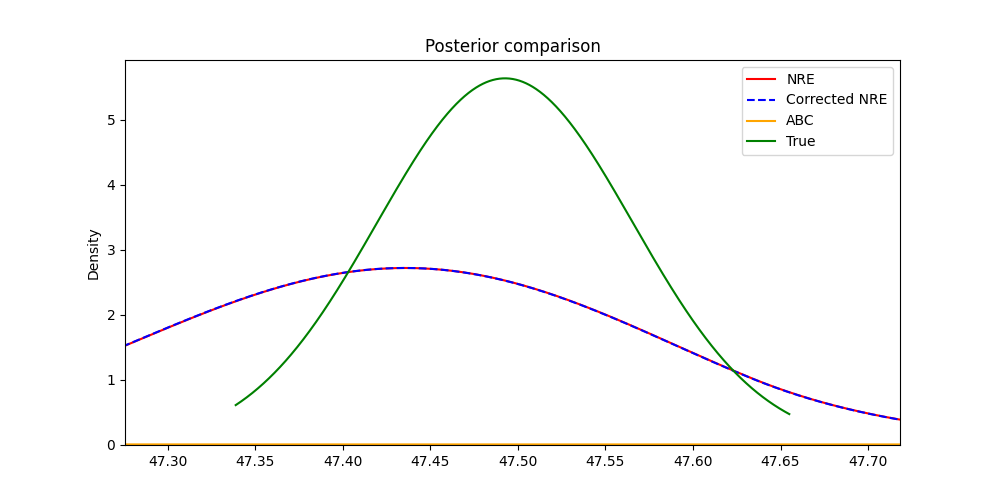 Posterior comparison
NRE
Corrected NRE
ABC
True
Density
5
4
3
2
1
0
47.30 47.35 47.40 47.45 47.50 47.55 47.60 47.65 47.70